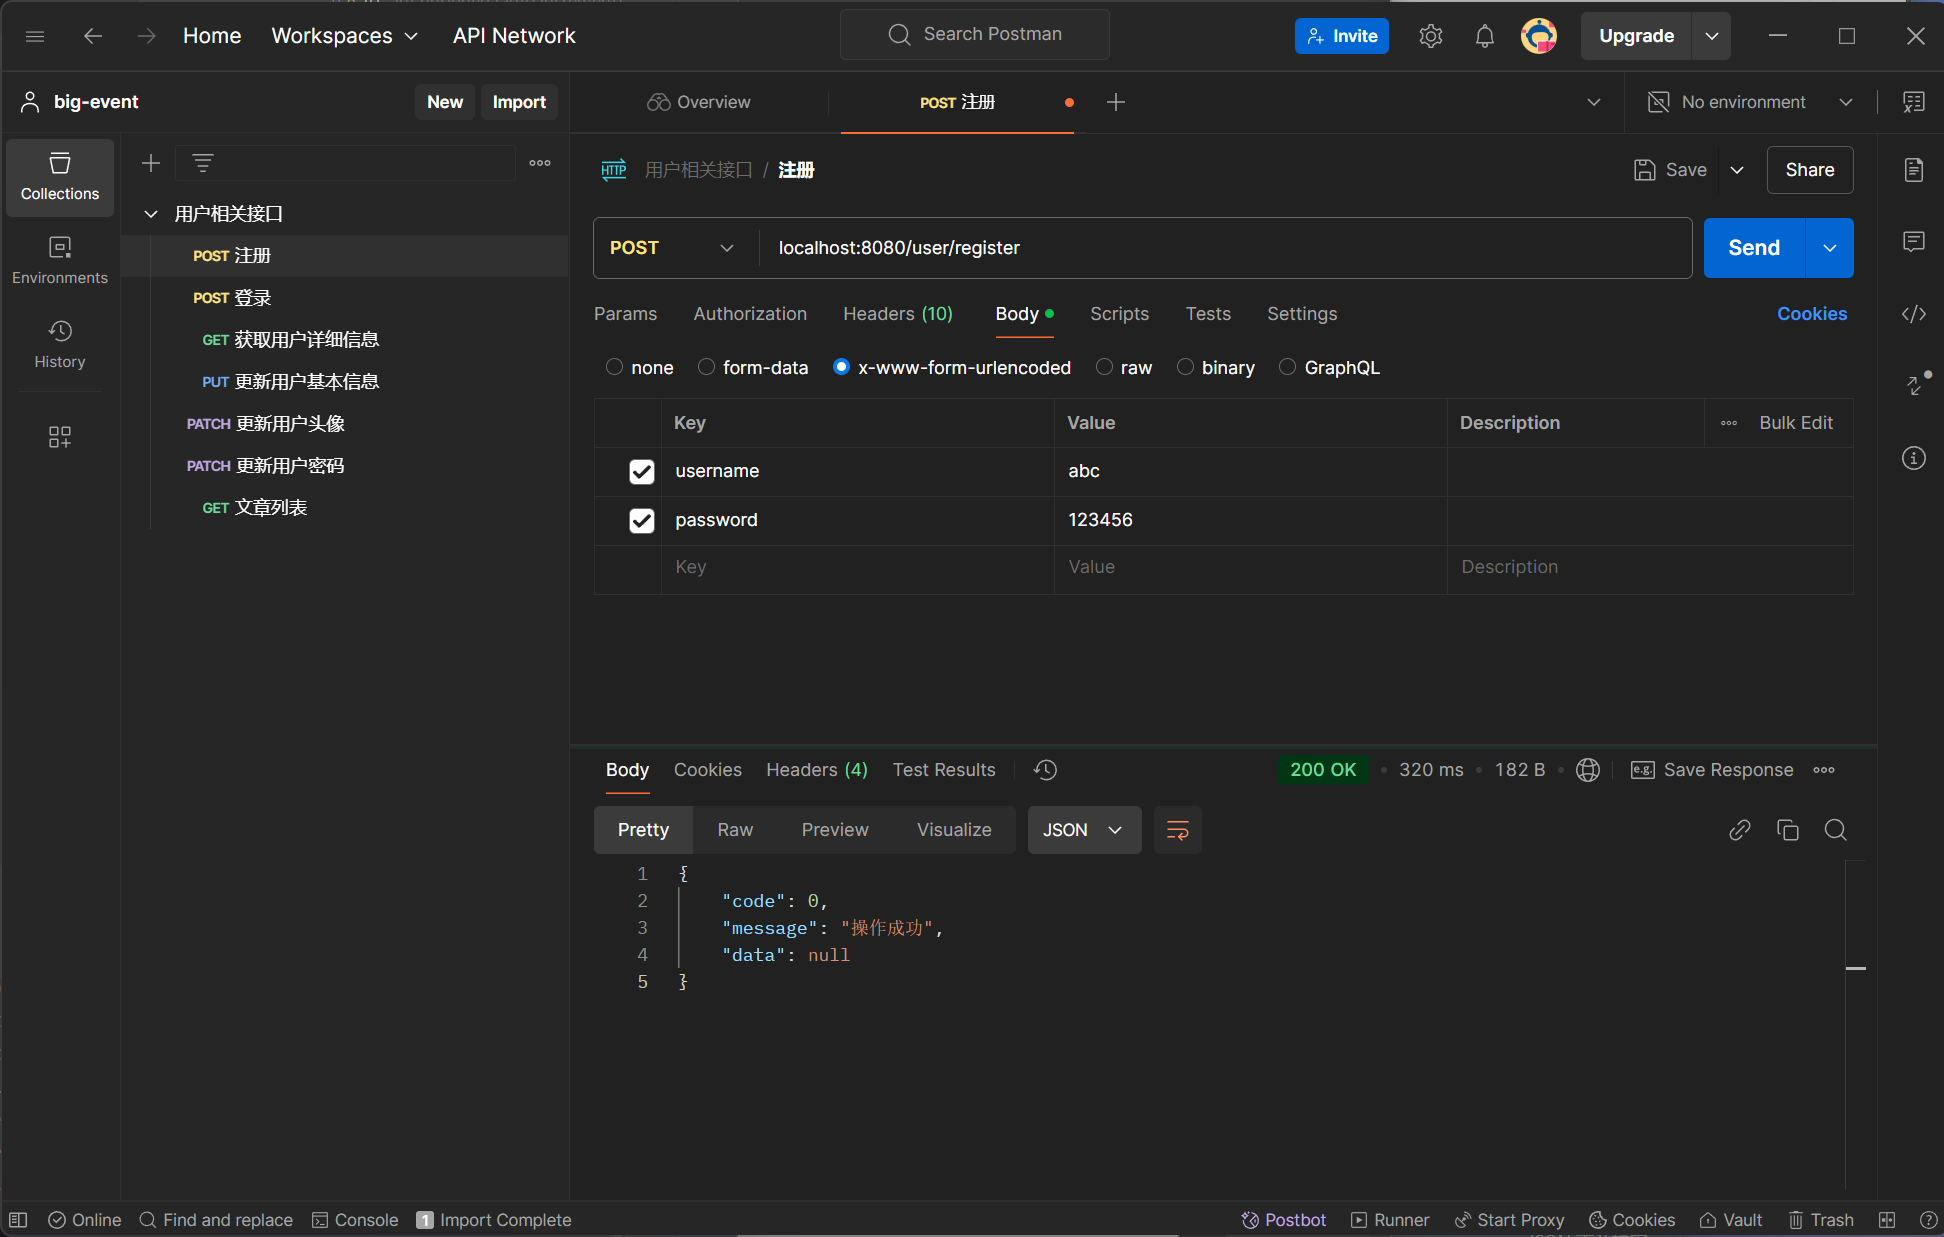 Home Workspaces API Network Search Postman Invite Upgrade
big-event New Import Overview POST 注册 No environment
Collections
Environments
History
用户相关接口
POST 注册
POST 登录
GET 获取用户详细信息
PUT 更新用户基本信息
PATCH 更新用户头像
PATCH 更新用户密码
GET 文章列表
HTTP 用户相关接口 / 注册 Save Share
POST localhost:8080/user/register Send
Params Authorization Headers (10) Body Scripts Tests Settings Cookies
none form-data x-www-form-urlencoded raw binary GraphQL
Key Value Description Bulk Edit
username abc
password 123456
Key Value Description
Body Cookies Headers (4) Test Results 200 OK 320 ms 182 B e.g. Save Response
Pretty Raw Preview Visualize JSON
1 {
2 "code": 0,
3 "message": "操作成功",
4 "data": null
5 }
Online Find and replace Console 1 Import Complete Postbot Runner Start Proxy Cookies Vault Trash